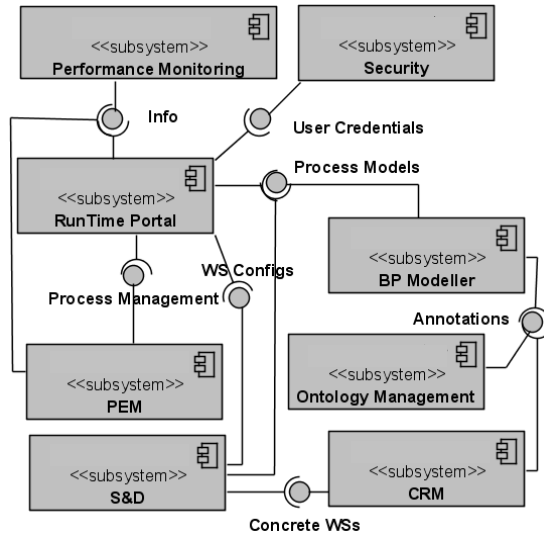 <<subsystem>>
Performance Monitoring
<<subsystem>>
Security
Info
User Credentials
Process Models
<<subsystem>>
RunTime Portal
<<subsystem>>
BP Modeller
WS Configs
Process Management
Annotations
<<subsystem>>
PEM
<<subsystem>>
Ontology Management
<<subsystem>>
S&D
<<subsystem>>
CRM
Concrete WSs